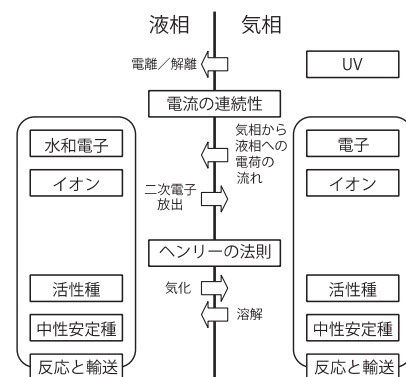 液相
気相
電離／解離
UV
電流の連続性
水和電子
気相から
液相への
電荷の
流れ
電子
イオン
二次電子
放出
イオン
ヘンリーの法則
活性種
気化
活性種
溶解
中性安定種
中性安定種
反応と輸送
反応と輸送